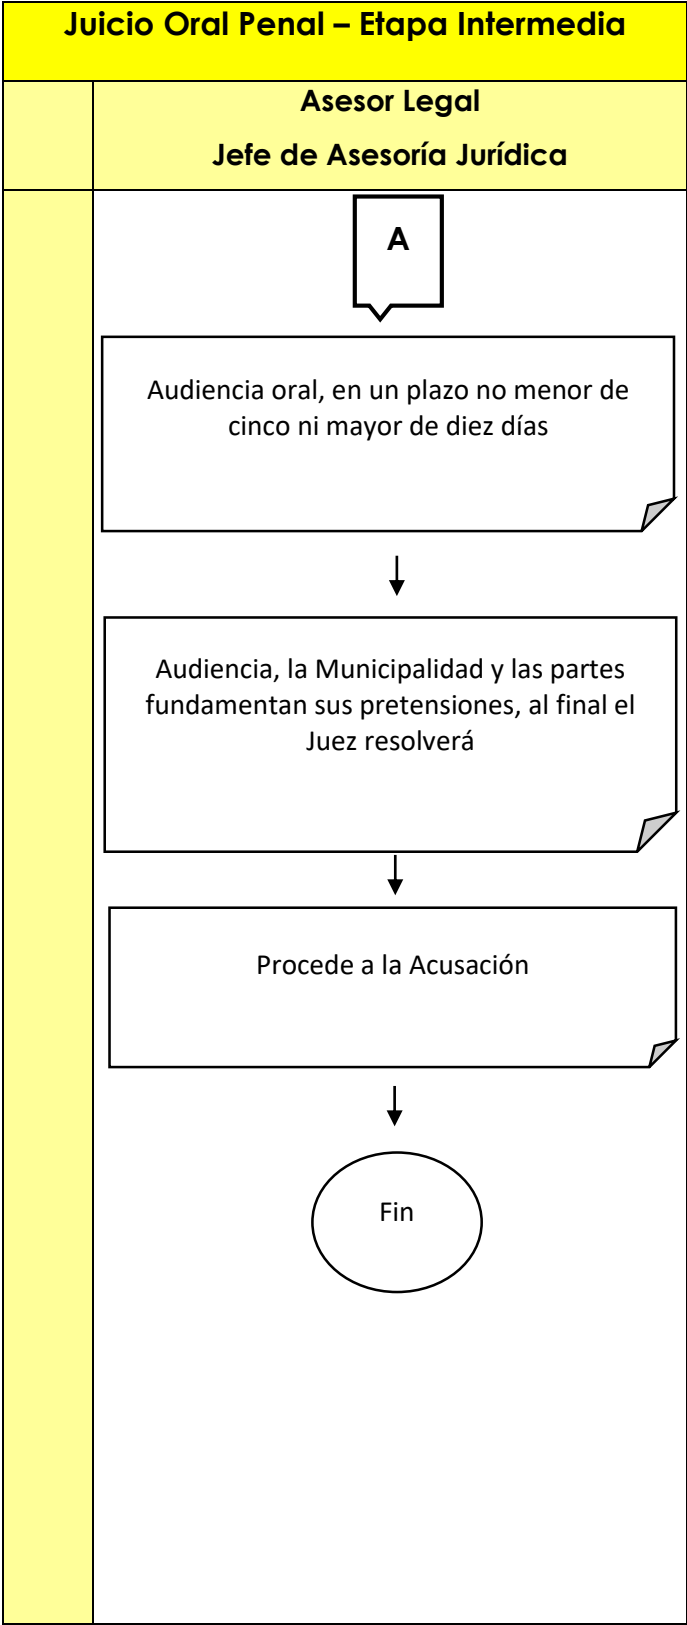 Juicio Oral Penal – Etapa Intermedia
Asesor Legal
Jefe de Asesoría Jurídica
A
Audiencia oral, en un plazo no menor de
cinco ni mayor de diez días
Audiencia, la Municipalidad y las partes
fundamentan sus pretensiones, al final el
Juez resolverá
Procede a la Acusación
Fin